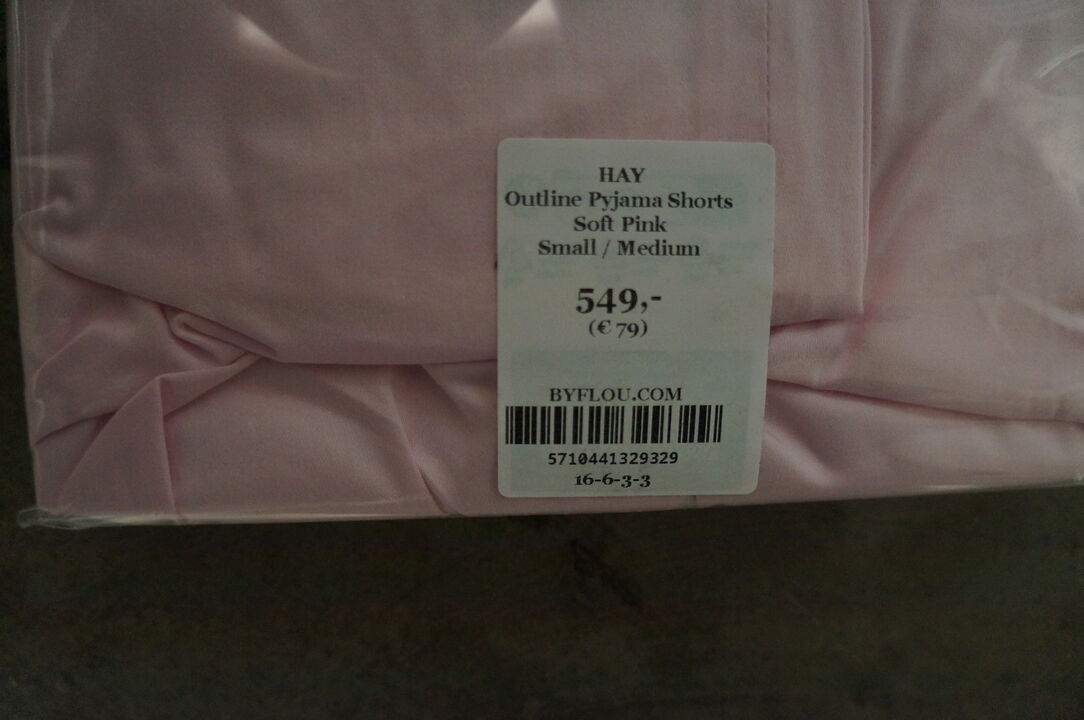 HAY
Outline Pyjama Shorts
Soft Pink
Small / Medium
549,-
(€ 79)
BYFLOU.COM
5710441329329
16-6-3-3